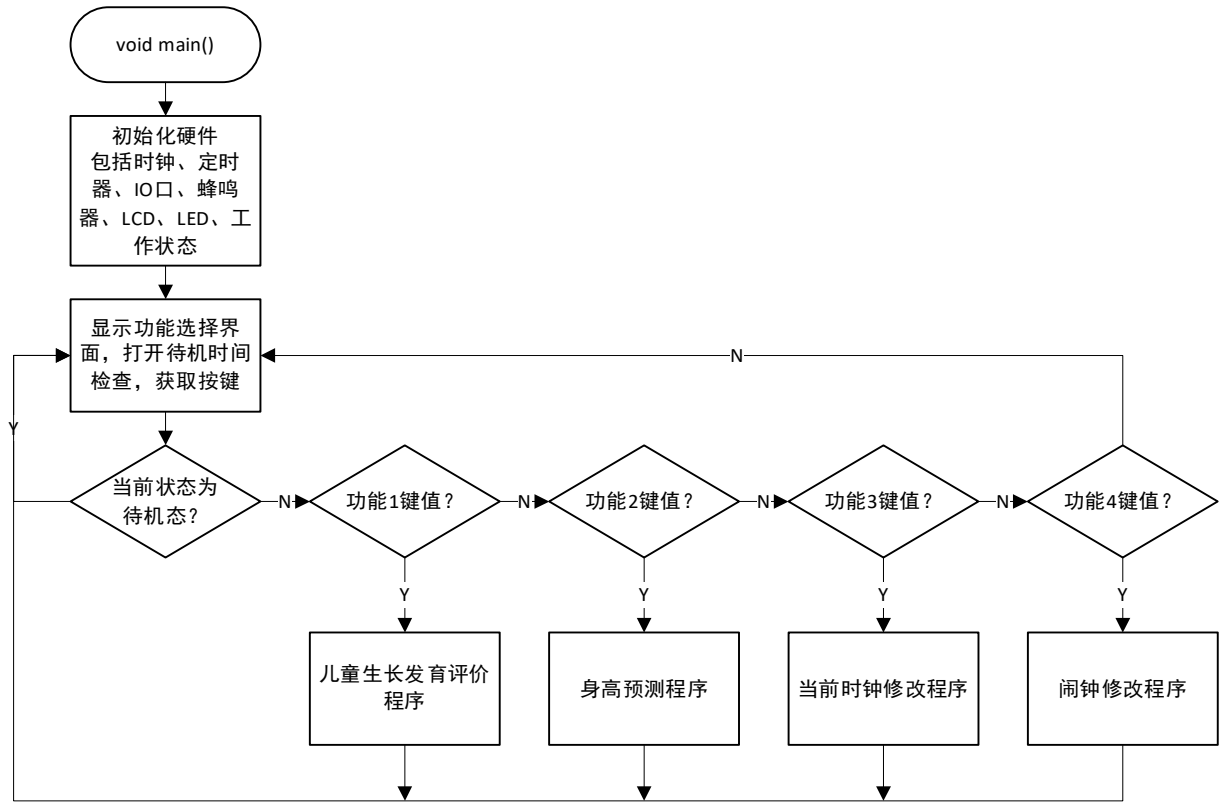 void main()
初始化硬件
包括时钟、定时
器、IO口、蜂鸣
器、LCD、LED、工
作状态
显示功能选择界
面，打开待机时间
检查，获取按键
N
Y
当前状态为
待机态？
N
功能1键值？
N
功能2键值？
N
功能3键值？
N
功能4键值？
Y
Y
Y
Y
儿童生长发育评价
程序
身高预测程序
当前时钟修改程序
闹钟修改程序